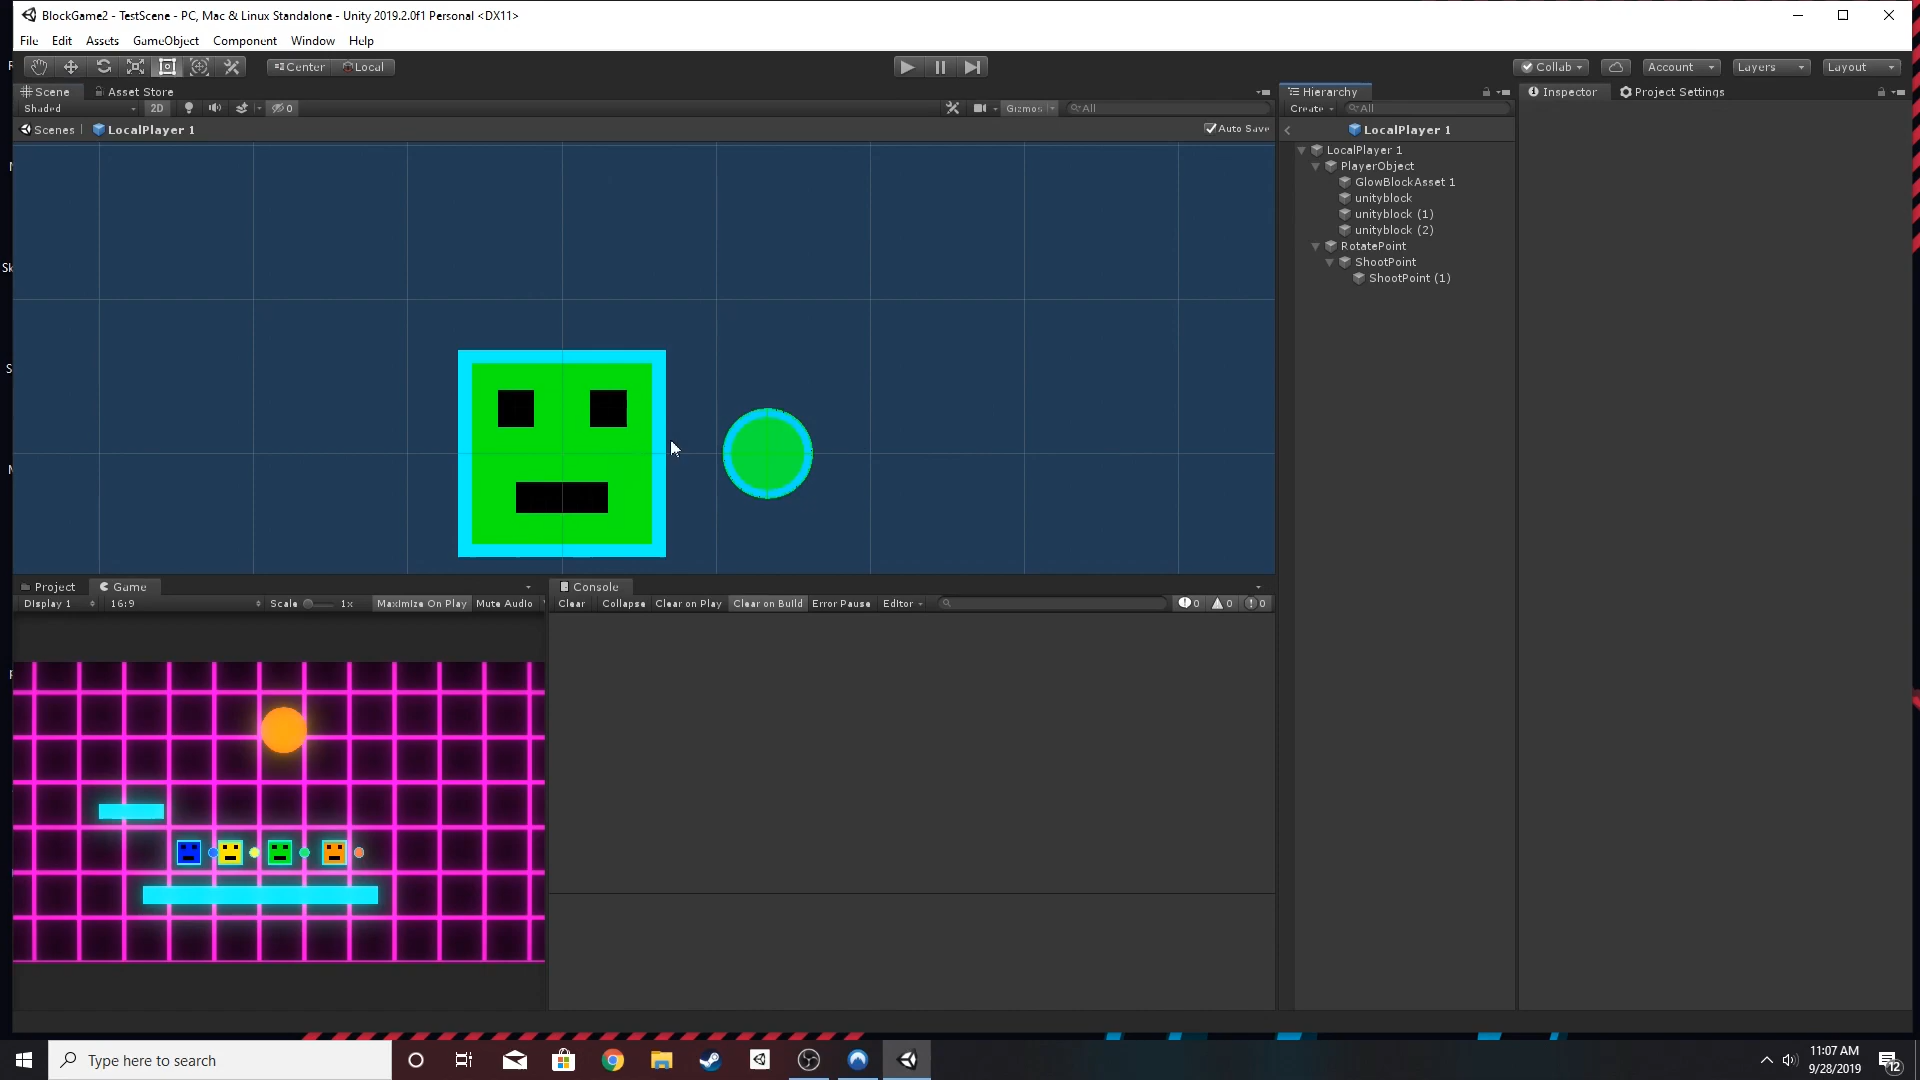 BlockGame2 - TestScene - PC, Mac & Linux Standalone - Unity 2019.2.0f1 Personal <DX11>
File Edit Assets GameObject Component Window Help
Center Local Collab Account Layers Layout
Scene Asset Store Hierarchy Inspector Project Settings
Shaded 2D 0 Gizmos All Create All
Scenes LocalPlayer 1 Auto Save LocalPlayer 1
LocalPlayer 1
PlayerObject
GlowBlockAsset 1
unityblock
unityblock (1)
unityblock (2)
RotatePoint
ShootPoint
ShootPoint (1)
Project Game Console
Display 1 16:9 Scale 1x Maximize On Play Mute Audio Clear Collapse Clear on Play Clear on Build Error Pause Editor 0 0 0
Type here to search
11:07 AM
9/28/2019
12